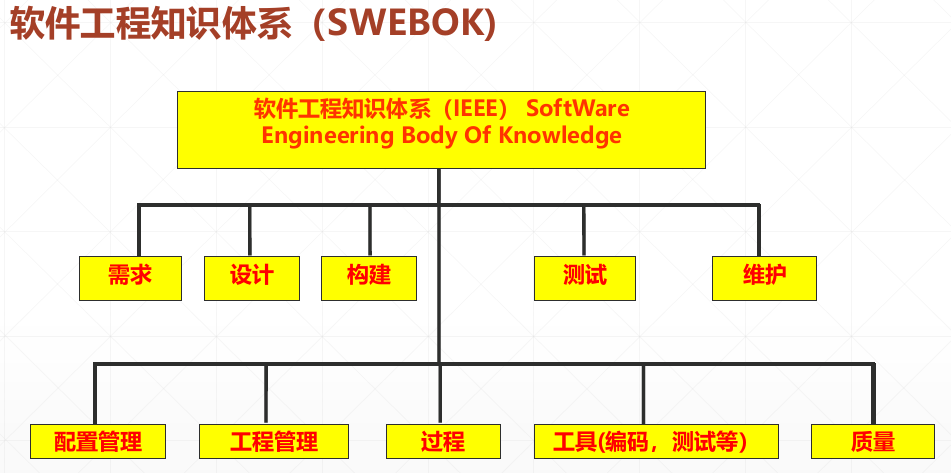 软件工程知识体系（SWEBOK)
软件工程知识体系（IEEE） SoftWare
Engineering Body Of Knowledge
需求
设计
构建
测试
维护
配置管理
工程管理
过程
工具(编码，测试等）
质量